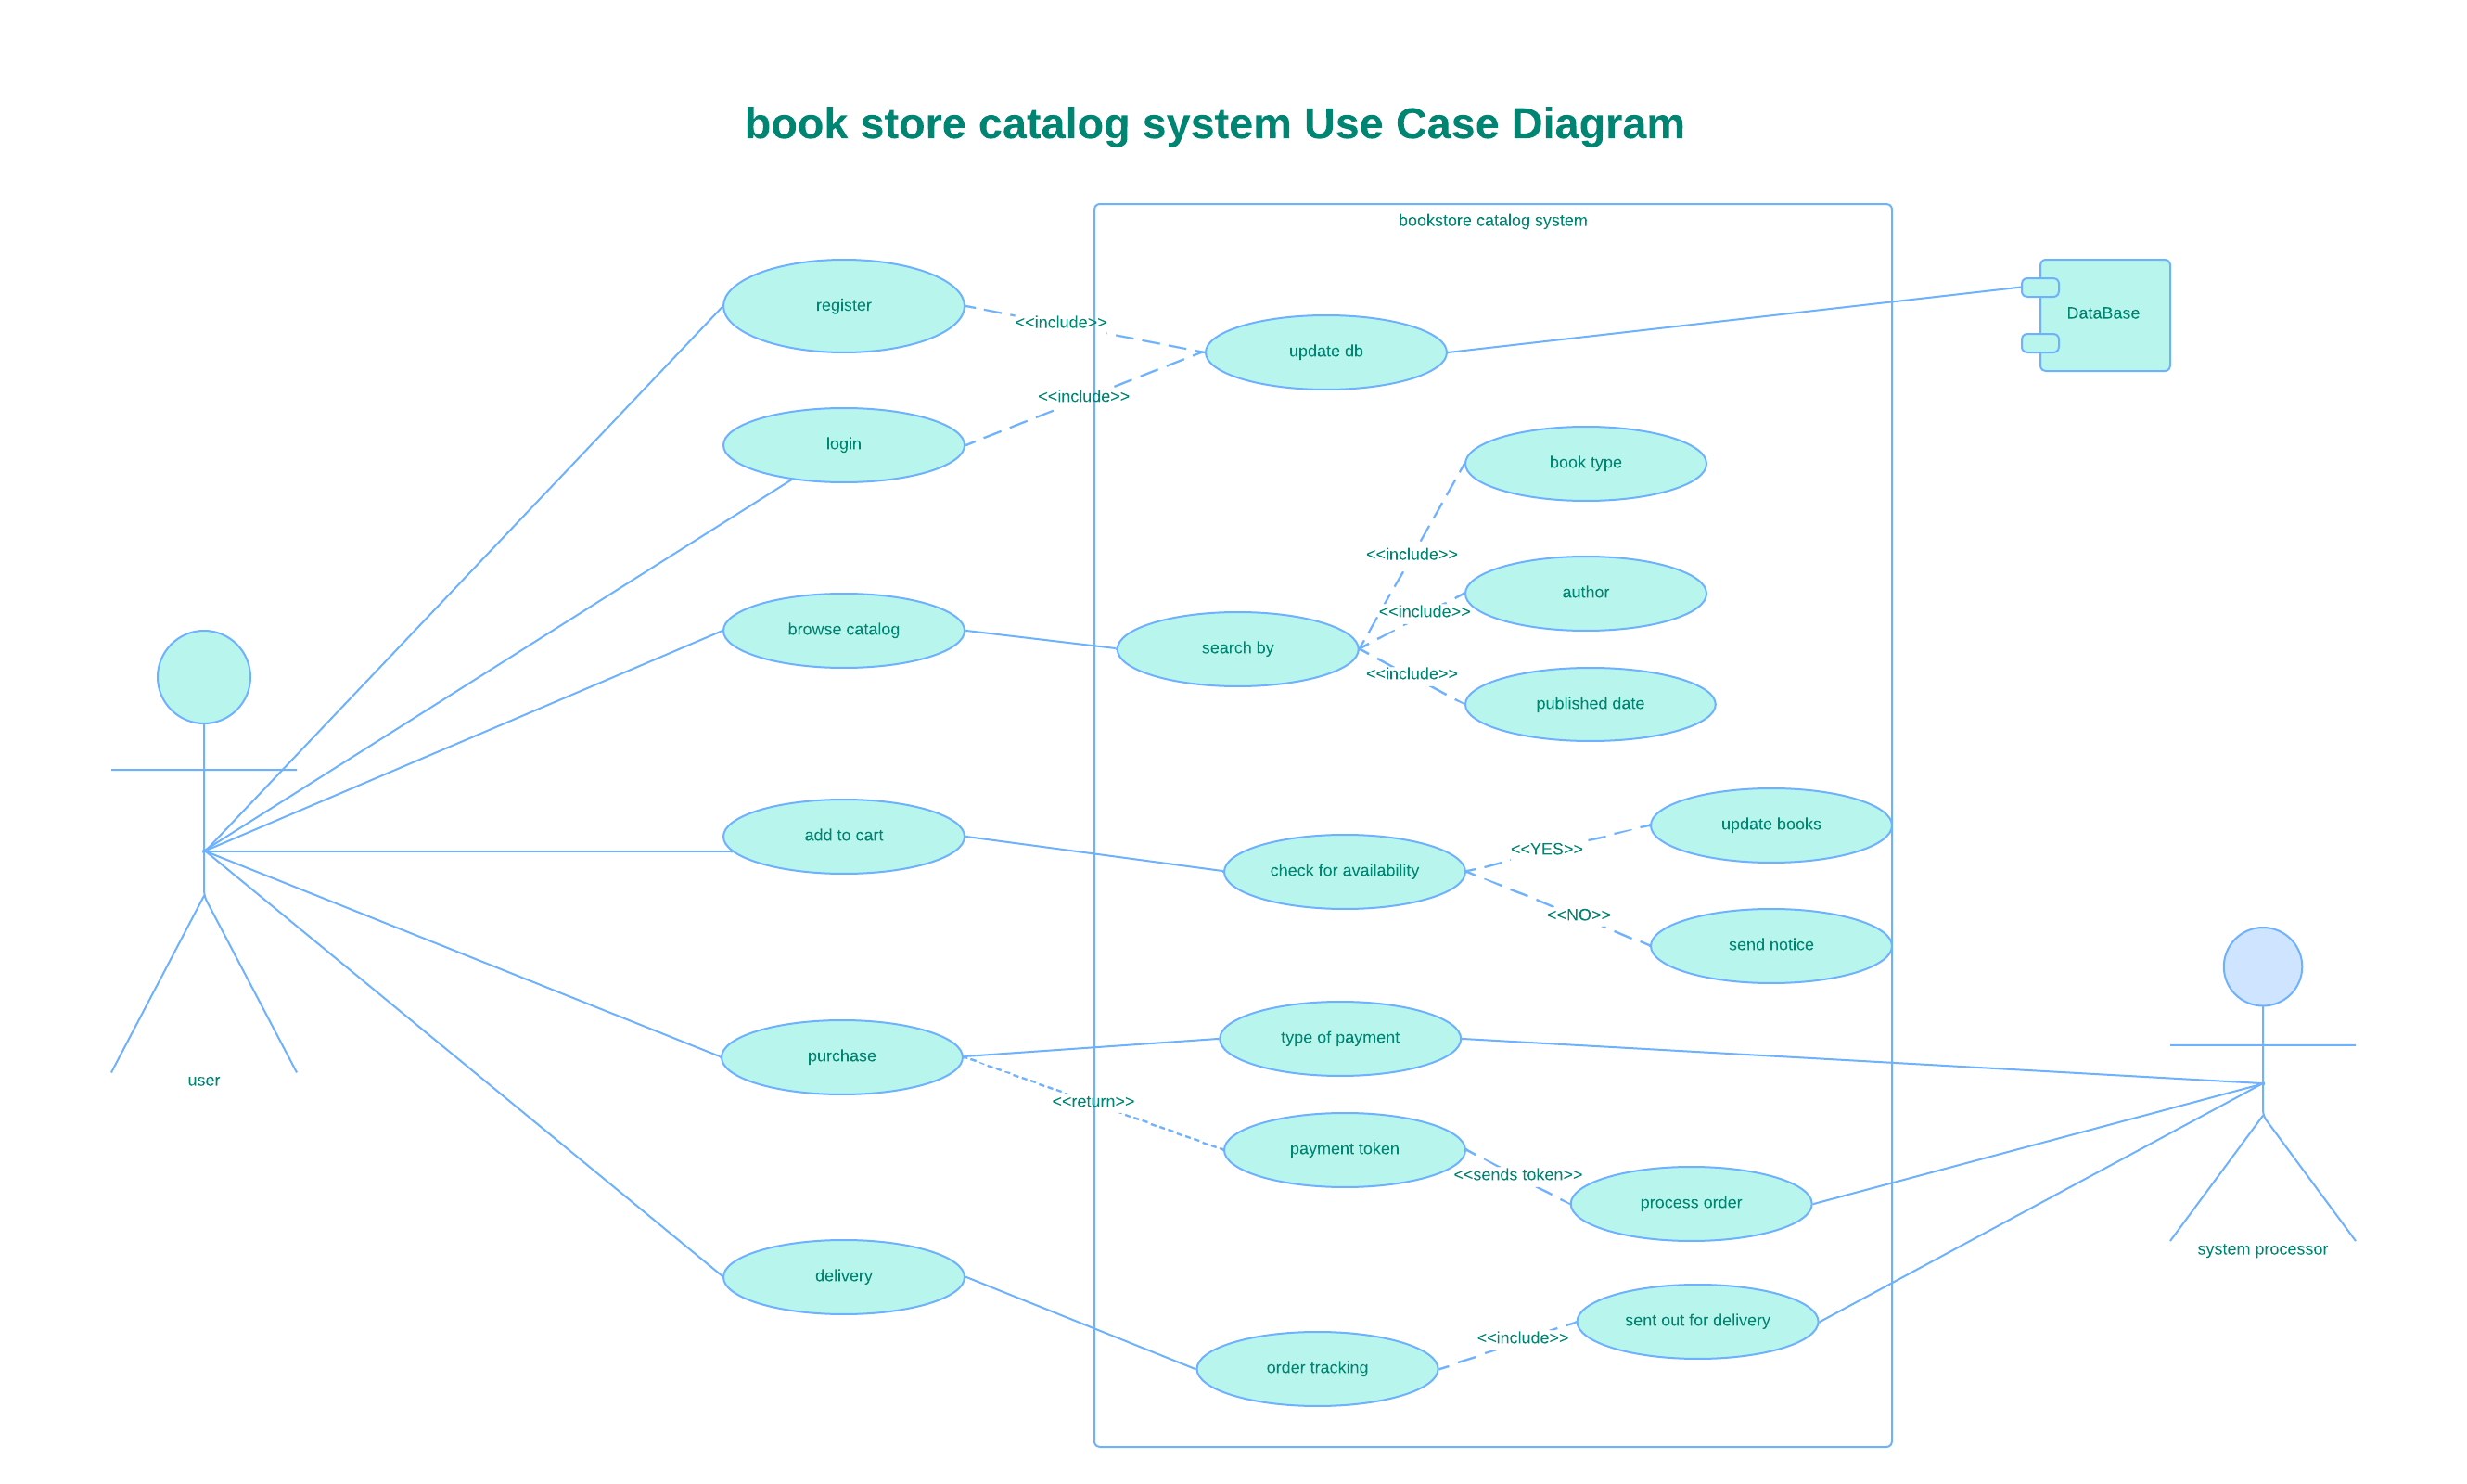 book store catalog system Use Case Diagram
bookstore catalog system
register
<<include>>
update db
DataBase
<<include>>
login
book type
<<include>>
author
<<include>>
browse catalog
search by
<<include>>
published date
add to cart
update books
<<YES>>
check for availability
<<NO>>
send notice
type of payment
purchase
user
<<return>>
payment token
<<sends token>>
process order
system processor
delivery
sent out for delivery
<<include>>
order tracking